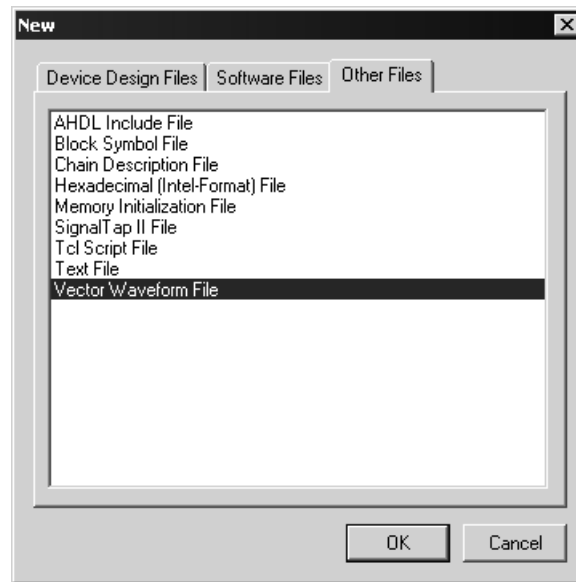 New
Device Design Files Software Files Other Files
AHDL Include File
Block Symbol File
Chain Description File
Hexadecimal (Intel-Format) File
Memory Initialization File
SignalTap II File
Tcl Script File
Text File
Vector Waveform File
OK Cancel